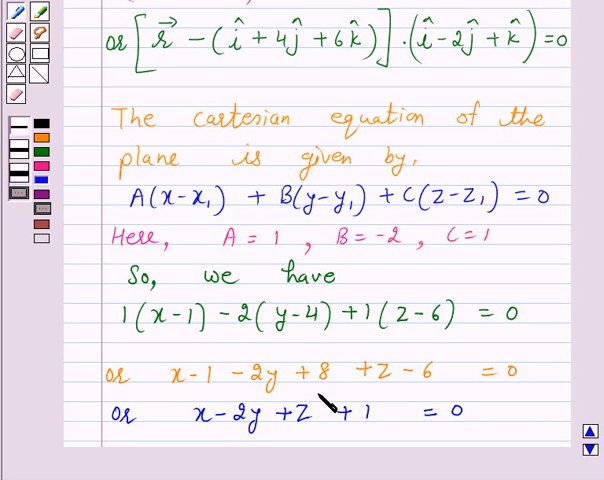 or [ r⃗ − (î + 4ĵ + 6k̂) ] . (î − 2ĵ + k̂) = 0
The cartesian equation of the
plane is given by,
A(x−x₁) + B(y−y₁) + C(z−z₁) = 0
Here, A = 1 , B = −2 , C = 1
So, we have
1(x−1) − 2(y−4) + 1(z−6) = 0
or x − 1 − 2y + 8 + z − 6 = 0
or x − 2y + z + 1 = 0